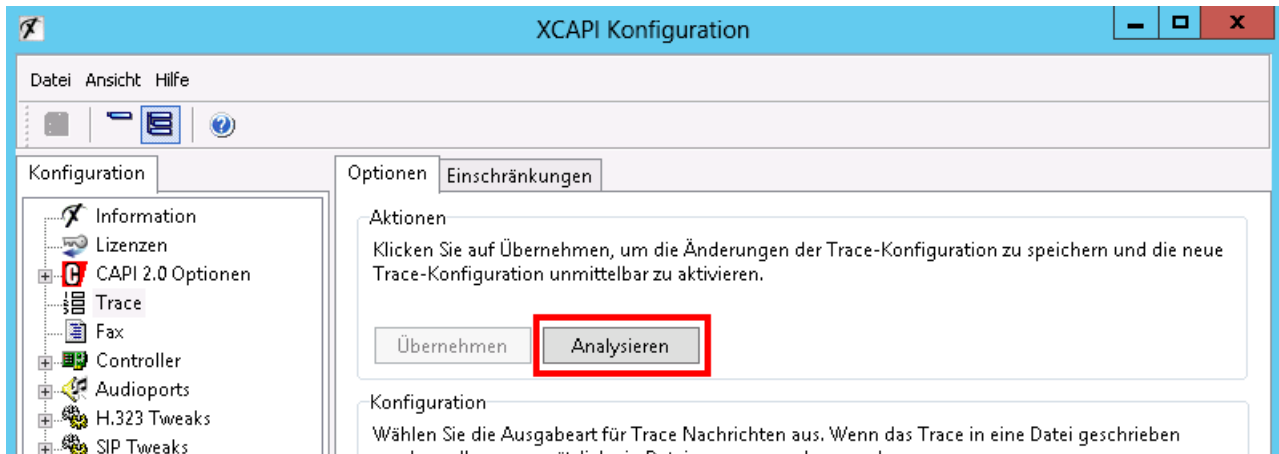 XCAPI Konfiguration
Datei Ansicht Hilfe
Konfiguration
Information
Lizenzen
CAPI 2.0 Optionen
Trace
Fax
Controller
Audioports
H.323 Tweaks
SIP Tweaks
Optionen Einschränkungen
Aktionen
Klicken Sie auf Übernehmen, um die Änderungen der Trace-Konfiguration zu speichern und die neue
Trace-Konfiguration unmittelbar zu aktivieren.
Übernehmen Analysieren
Konfiguration
Wählen Sie die Ausgabeart für Trace Nachrichten aus. Wenn das Trace in eine Datei geschrieben